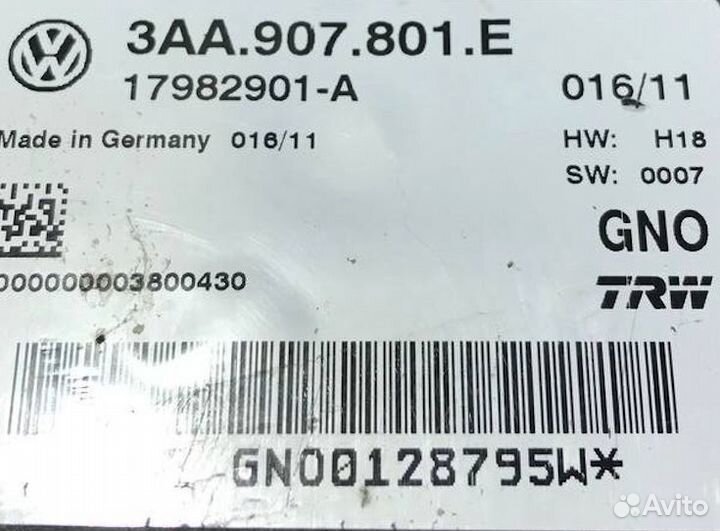 3AA.907.801.E
17982901-A 016/11
Made in Germany 016/11 HW: H18
SW: 0007
GNO
000000003800430
TRW
GN00128795W*
Avito